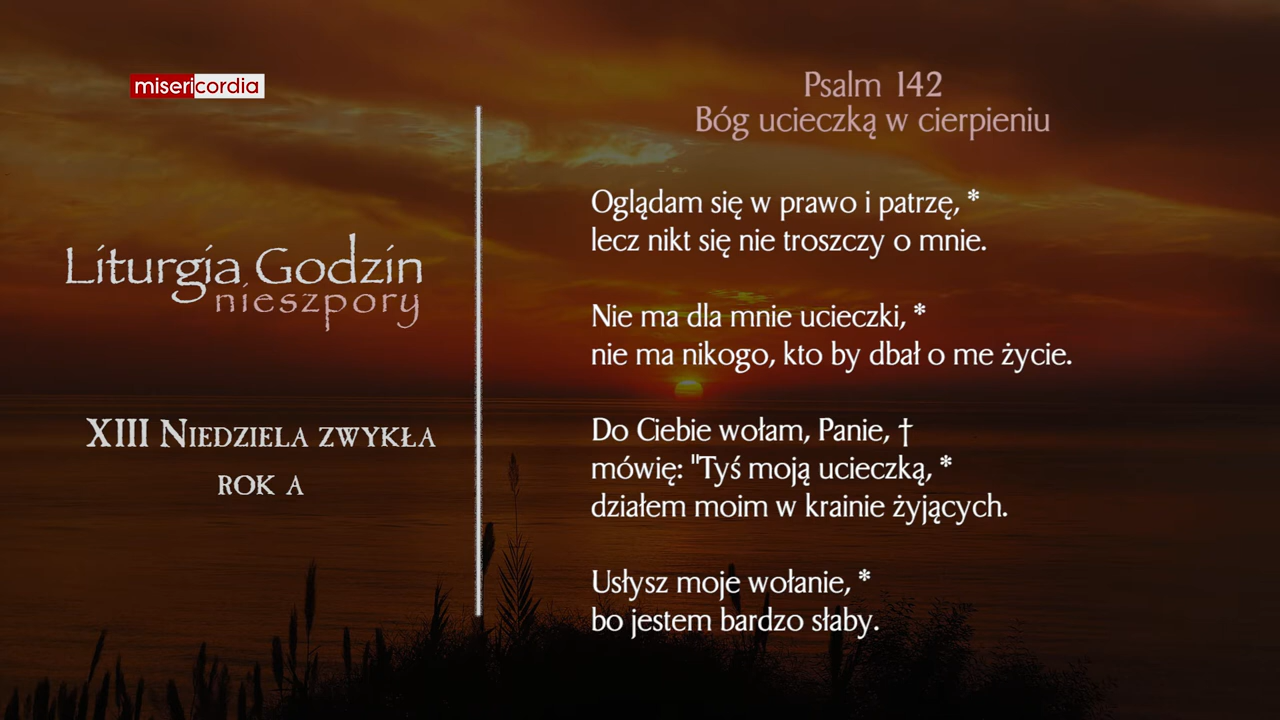 misericordia
Liturgia Godzin
nieszpory
XIII Niedziela zwykła
rok A
Psalm 142
Bóg ucieczką w cierpieniu
Oglądam się w prawo i patrzę, *
lecz nikt się nie troszczy o mnie.
Nie ma dla mnie ucieczki, *
nie ma nikogo, kto by dbał o me życie.
Do Ciebie wołam, Panie, †
mówię: "Tyś moją ucieczką, *
działem moim w krainie żyjących.
Usłysz moje wołanie, *
bo jestem bardzo słaby.